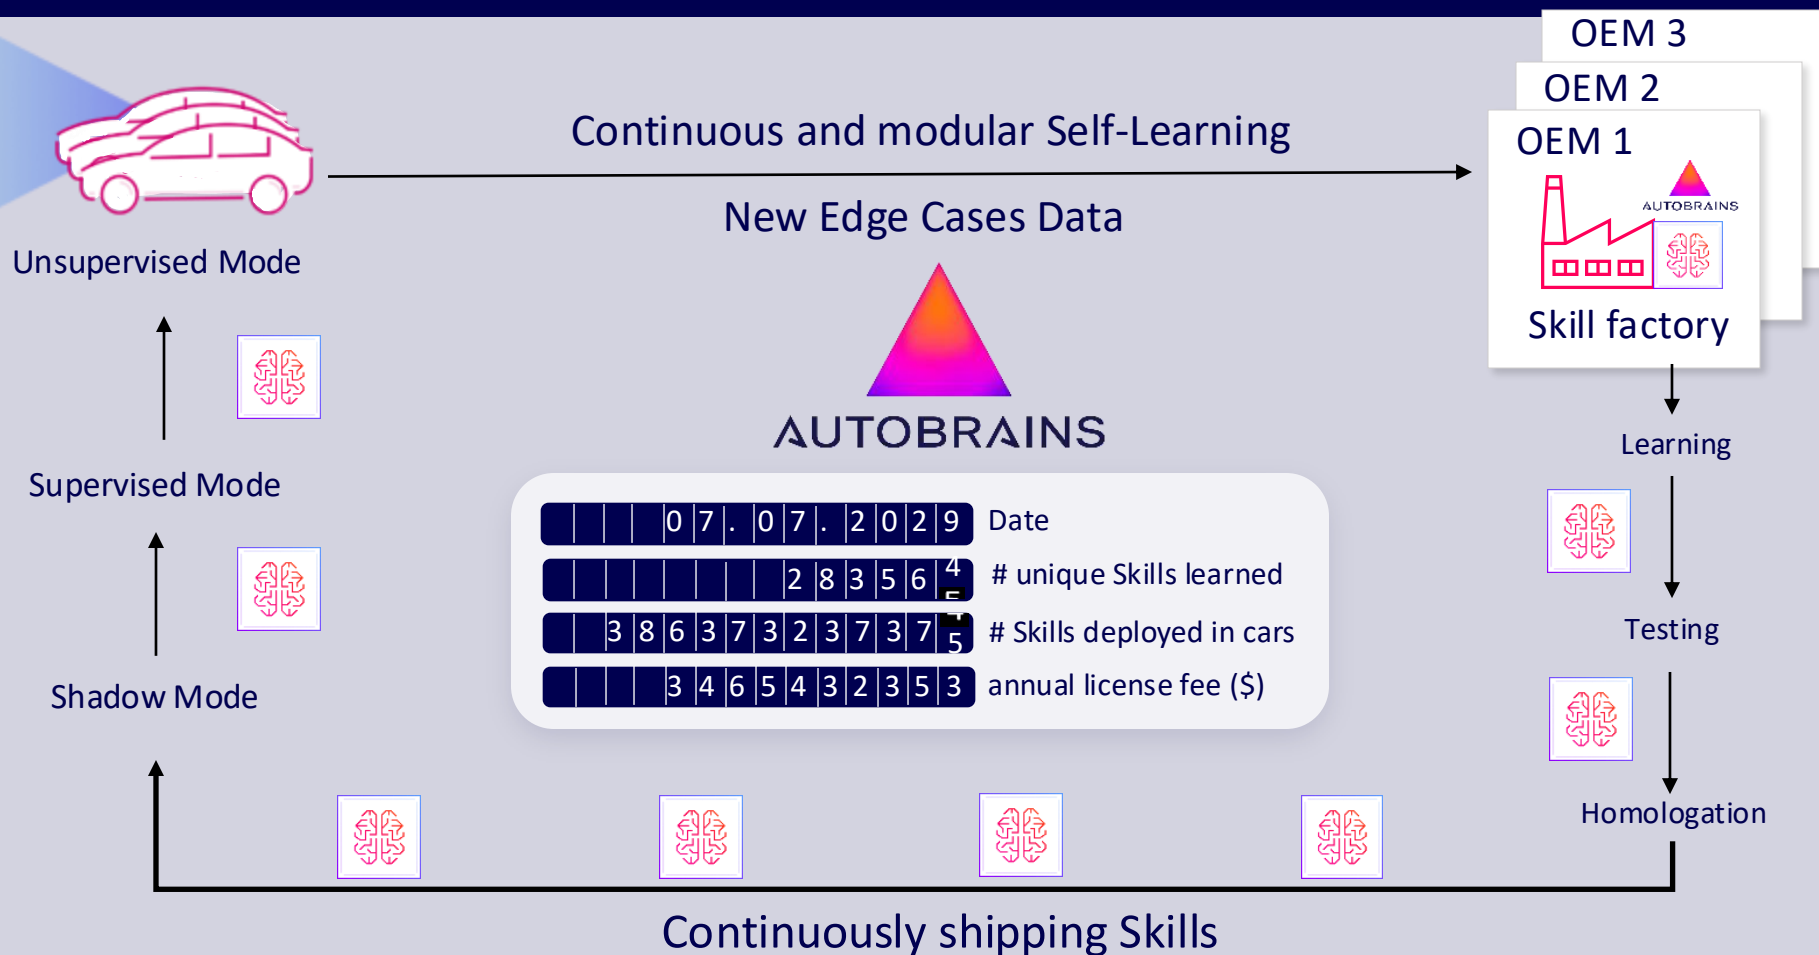 OEM 3
OEM 2
OEM 1
AUTOBRAINS
Skill factory
Continuous and modular Self-Learning
New Edge Cases Data
Unsupervised Mode
AUTOBRAINS
Learning
Supervised Mode
07.07.2029 Date
28356 # unique Skills learned
38637323737 # Skills deployed in cars
3465432353 annual license fee ($)
Testing
Shadow Mode
Homologation
Continuously shipping Skills